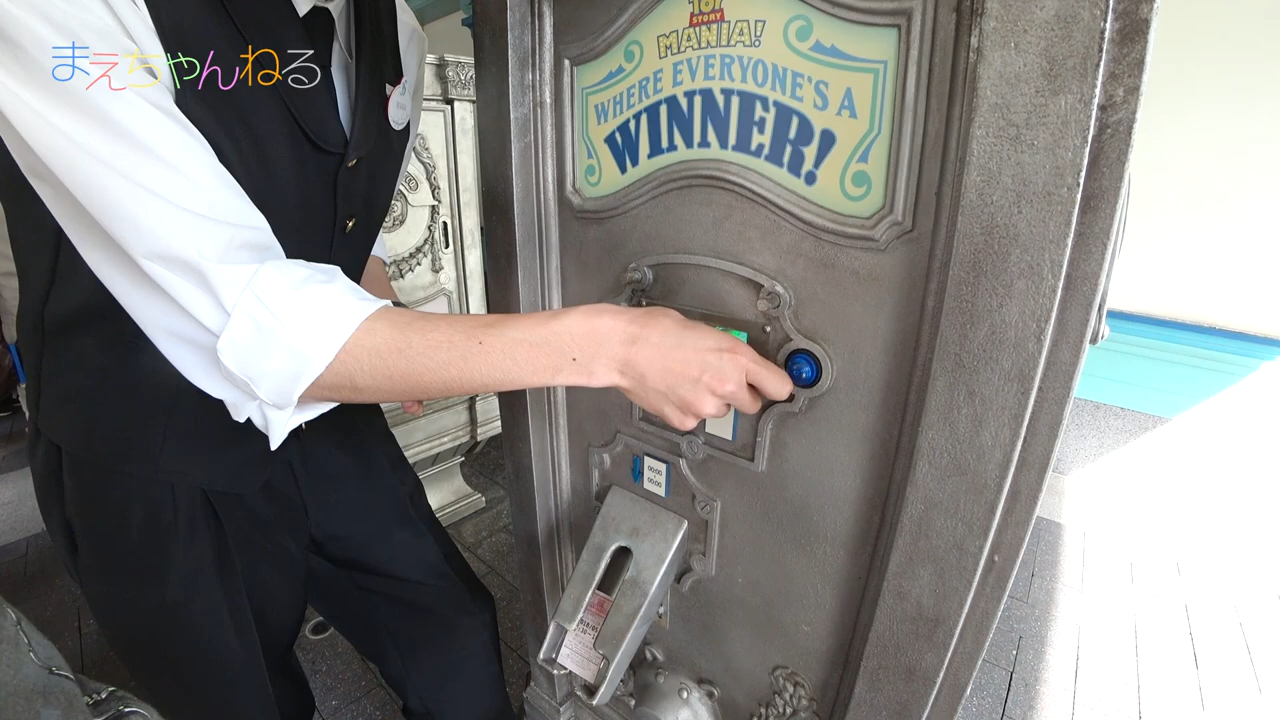 まえちゃんねる
TOY
STORY
MANIA!
WHERE EVERYONE'S A
WINNER!
00:00
00:00